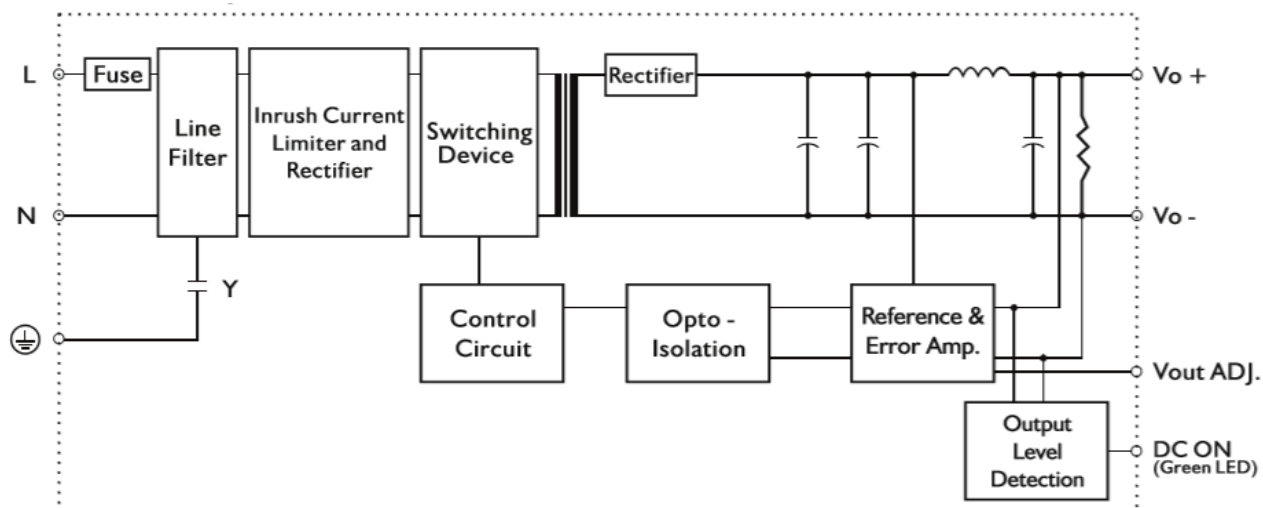 L
Fuse
Line
Filter
Inrush Current
Limiter and
Rectifier
Switching
Device
Rectifier
Vo +
N
Vo -
Y
Control
Circuit
Opto -
Isolation
Reference &
Error Amp.
Vout ADJ.
Output
Level
Detection
DC ON
(Green LED)